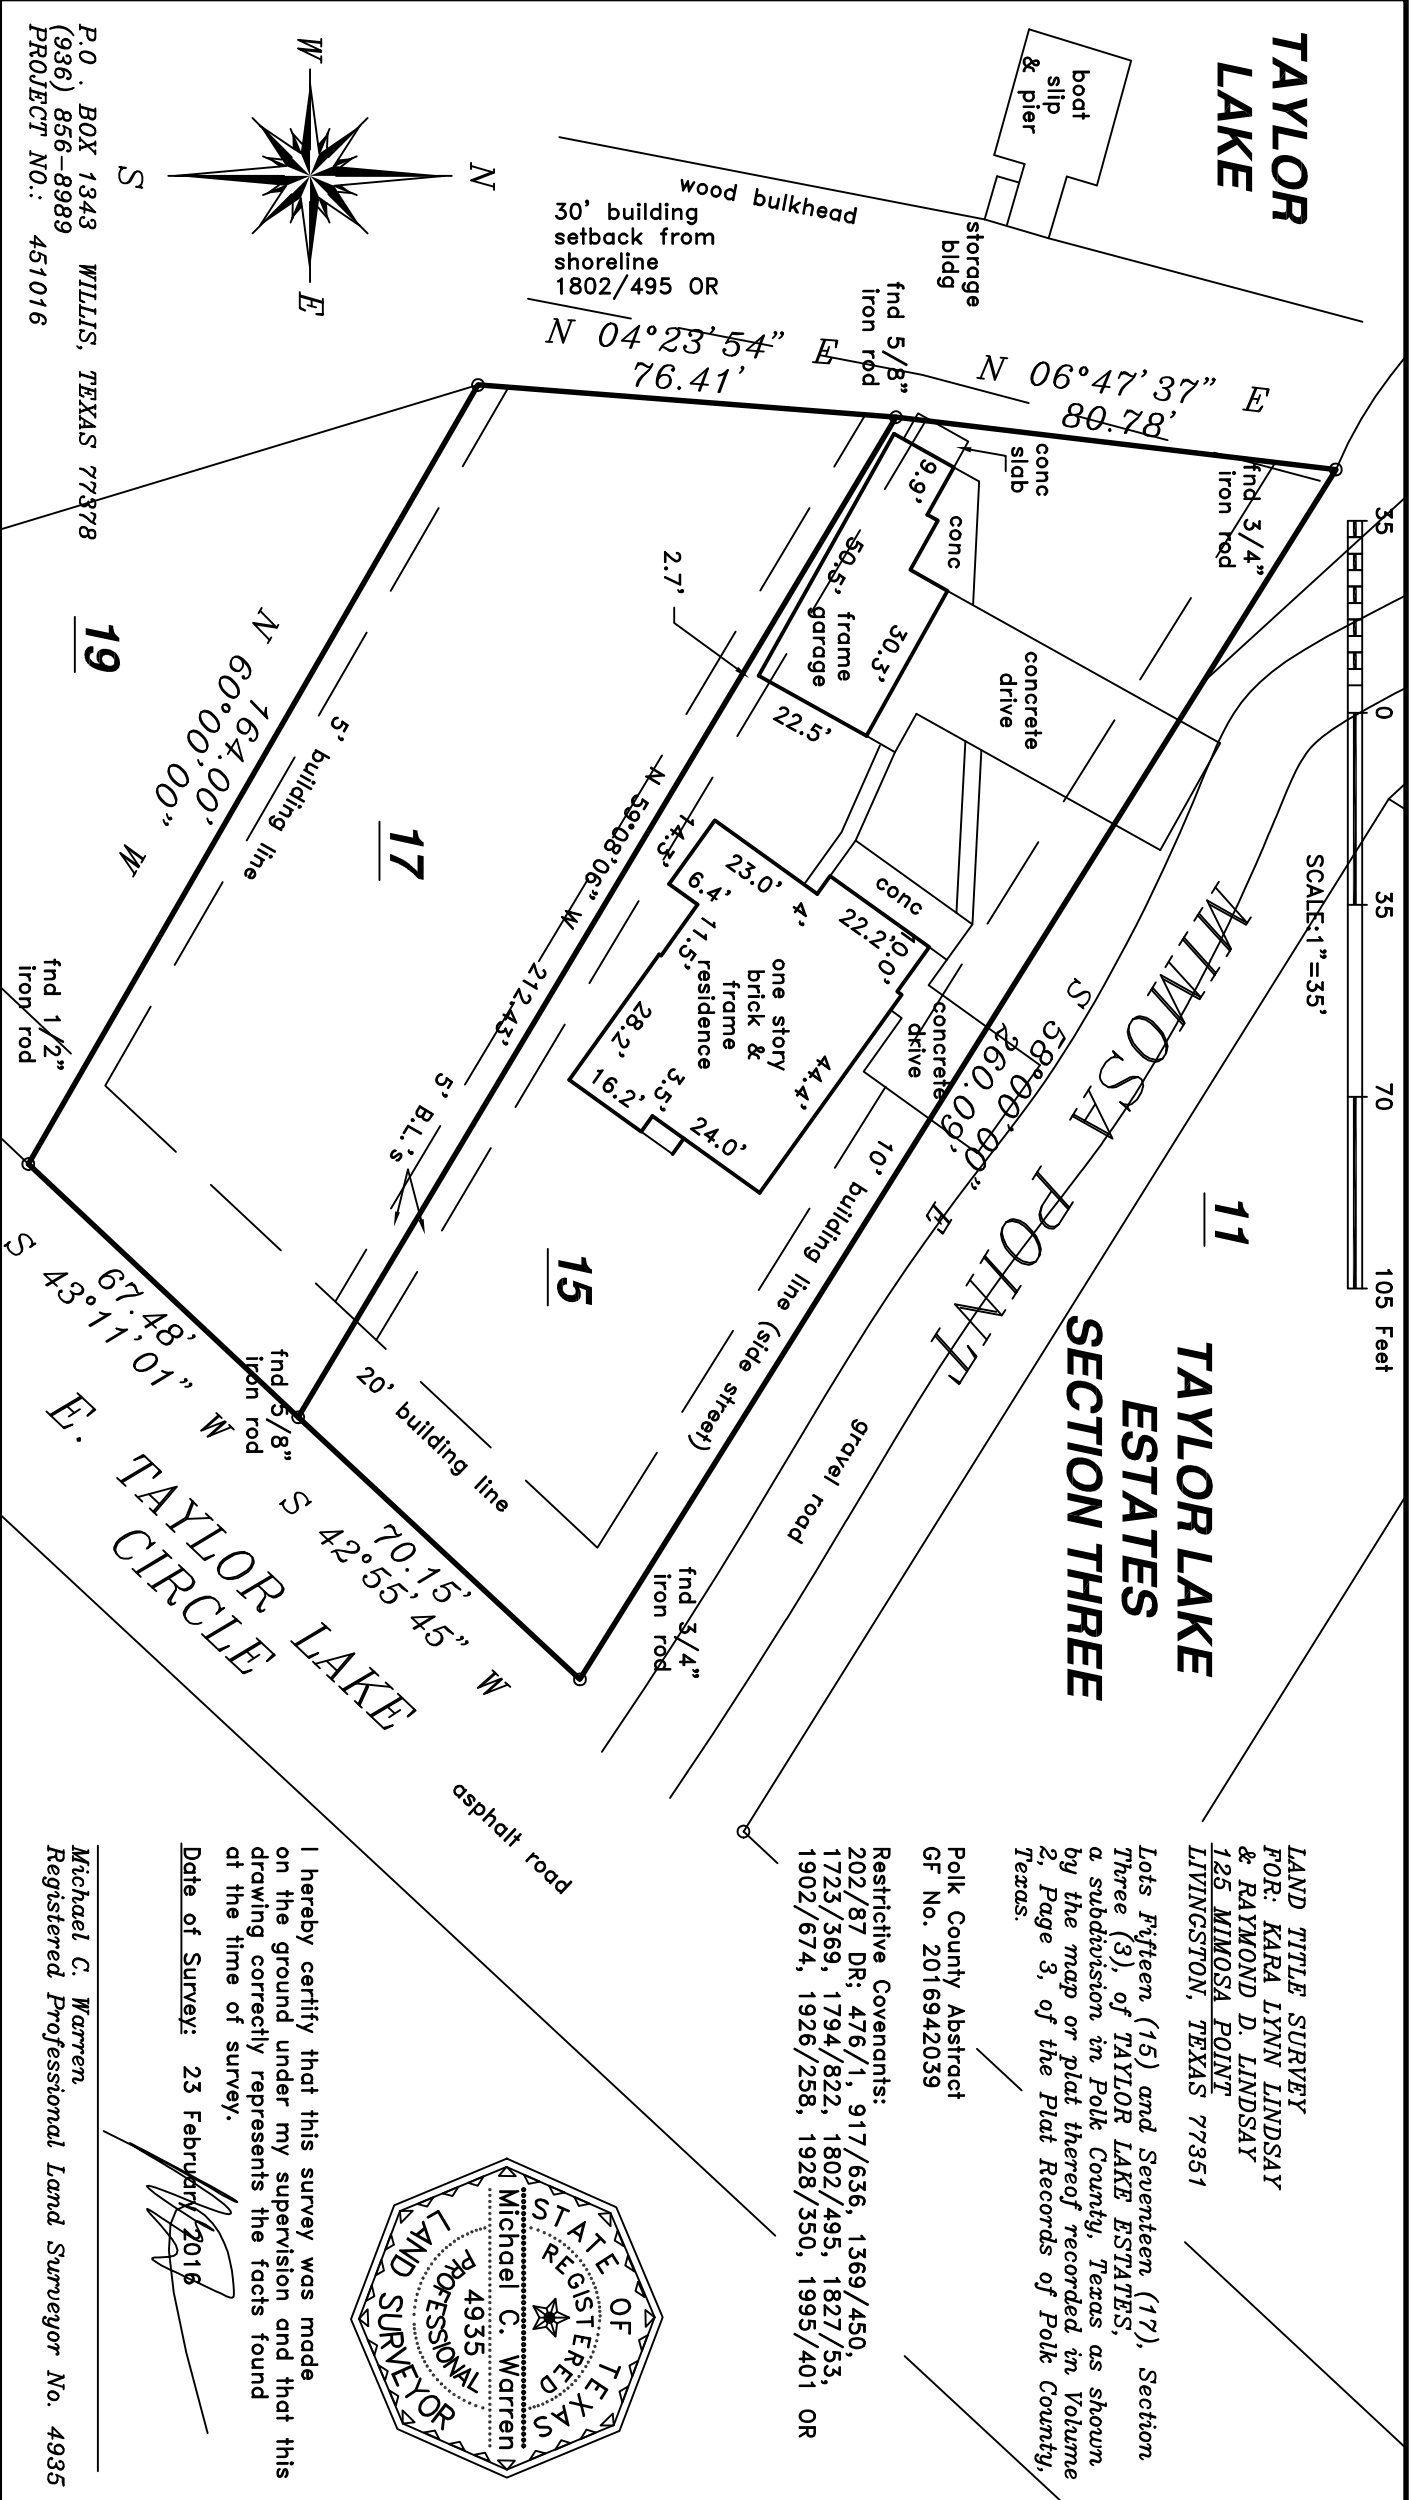 TAYLOR
LAKE
boat
slip
& pier
storage
bldg
wood bulkhead
30' building
setback from
shoreline
1802/495 OR
N
W
E
S
P.O . BOX 1343   WILLIS, TEXAS 77378
(936) 856-8989
PROJECT NO.:   451016
35 0 35 70 105 Feet
SCALE:1"=35'
N 06°47'37" E
80.78'
fnd 5/8"
iron rod
N 04°23'54" E
76.41'
fnd 3/4"
iron rod
conc
slab
9.9'
conc
50.5'
frame
garage
30.3'
22.5'
2.7'
concrete
drive
MIMOSA POINT
S 58°00'00" E
260.09'
11
TAYLOR LAKE
ESTATES
SECTION THREE
19
N 60°00'00" W
164.00'
5' building line
17
N 59°08'06" W
212.43'
14.3'
23.0'
6.4'
4'
conc
22.2'
10.0'
11.5'
one story
brick &
frame
residence
28.2'
16.2'
3.5'
24.0'
44.4'
concrete
drive
5' B.L.'s
10' building line (side street)
15
20' building line
gravel road
fnd 1/2"
iron rod
67.48'
S 43°11'01" W
fnd 5/8"
iron rod
70.15'
S 42°55'45" W
fnd 3/4"
iron rod
E. TAYLOR LAKE
CIRCLE
asphalt road
LAND TITLE SURVEY
FOR: KARA LYNN LINDSAY
& RAYMOND D. LINDSAY
125 MIMOSA POINT
LIVINGSTON, TEXAS 77351
Lots Fifteen (15) and Seventeen (17), Section
Three (3), of TAYLOR LAKE ESTATES,
a subdivision in Polk County, Texas as shown
by the map or plat thereof recorded in Volume
2, Page 3, of the Plat Records of Polk County,
Texas.
Polk County Abstract
GF No. 2016942039
Restrictive Covenants:
202/87 DR; 476/1, 917/636, 1369/450,
1723/369, 1794/822, 1802/495, 1827/53,
1902/674, 1926/258, 1928/350, 1995/401 OR
STATE OF TEXAS
REGISTERED
Michael C. Warren
4935
PROFESSIONAL
LAND SURVEYOR
I hereby certify that this survey was made
on the ground under my supervision and that this
drawing correctly represents the facts found
at the time of survey.
Date of Survey:   23 February 2016
Michael C. Warren
Registered Professional Land Surveyor No. 4935